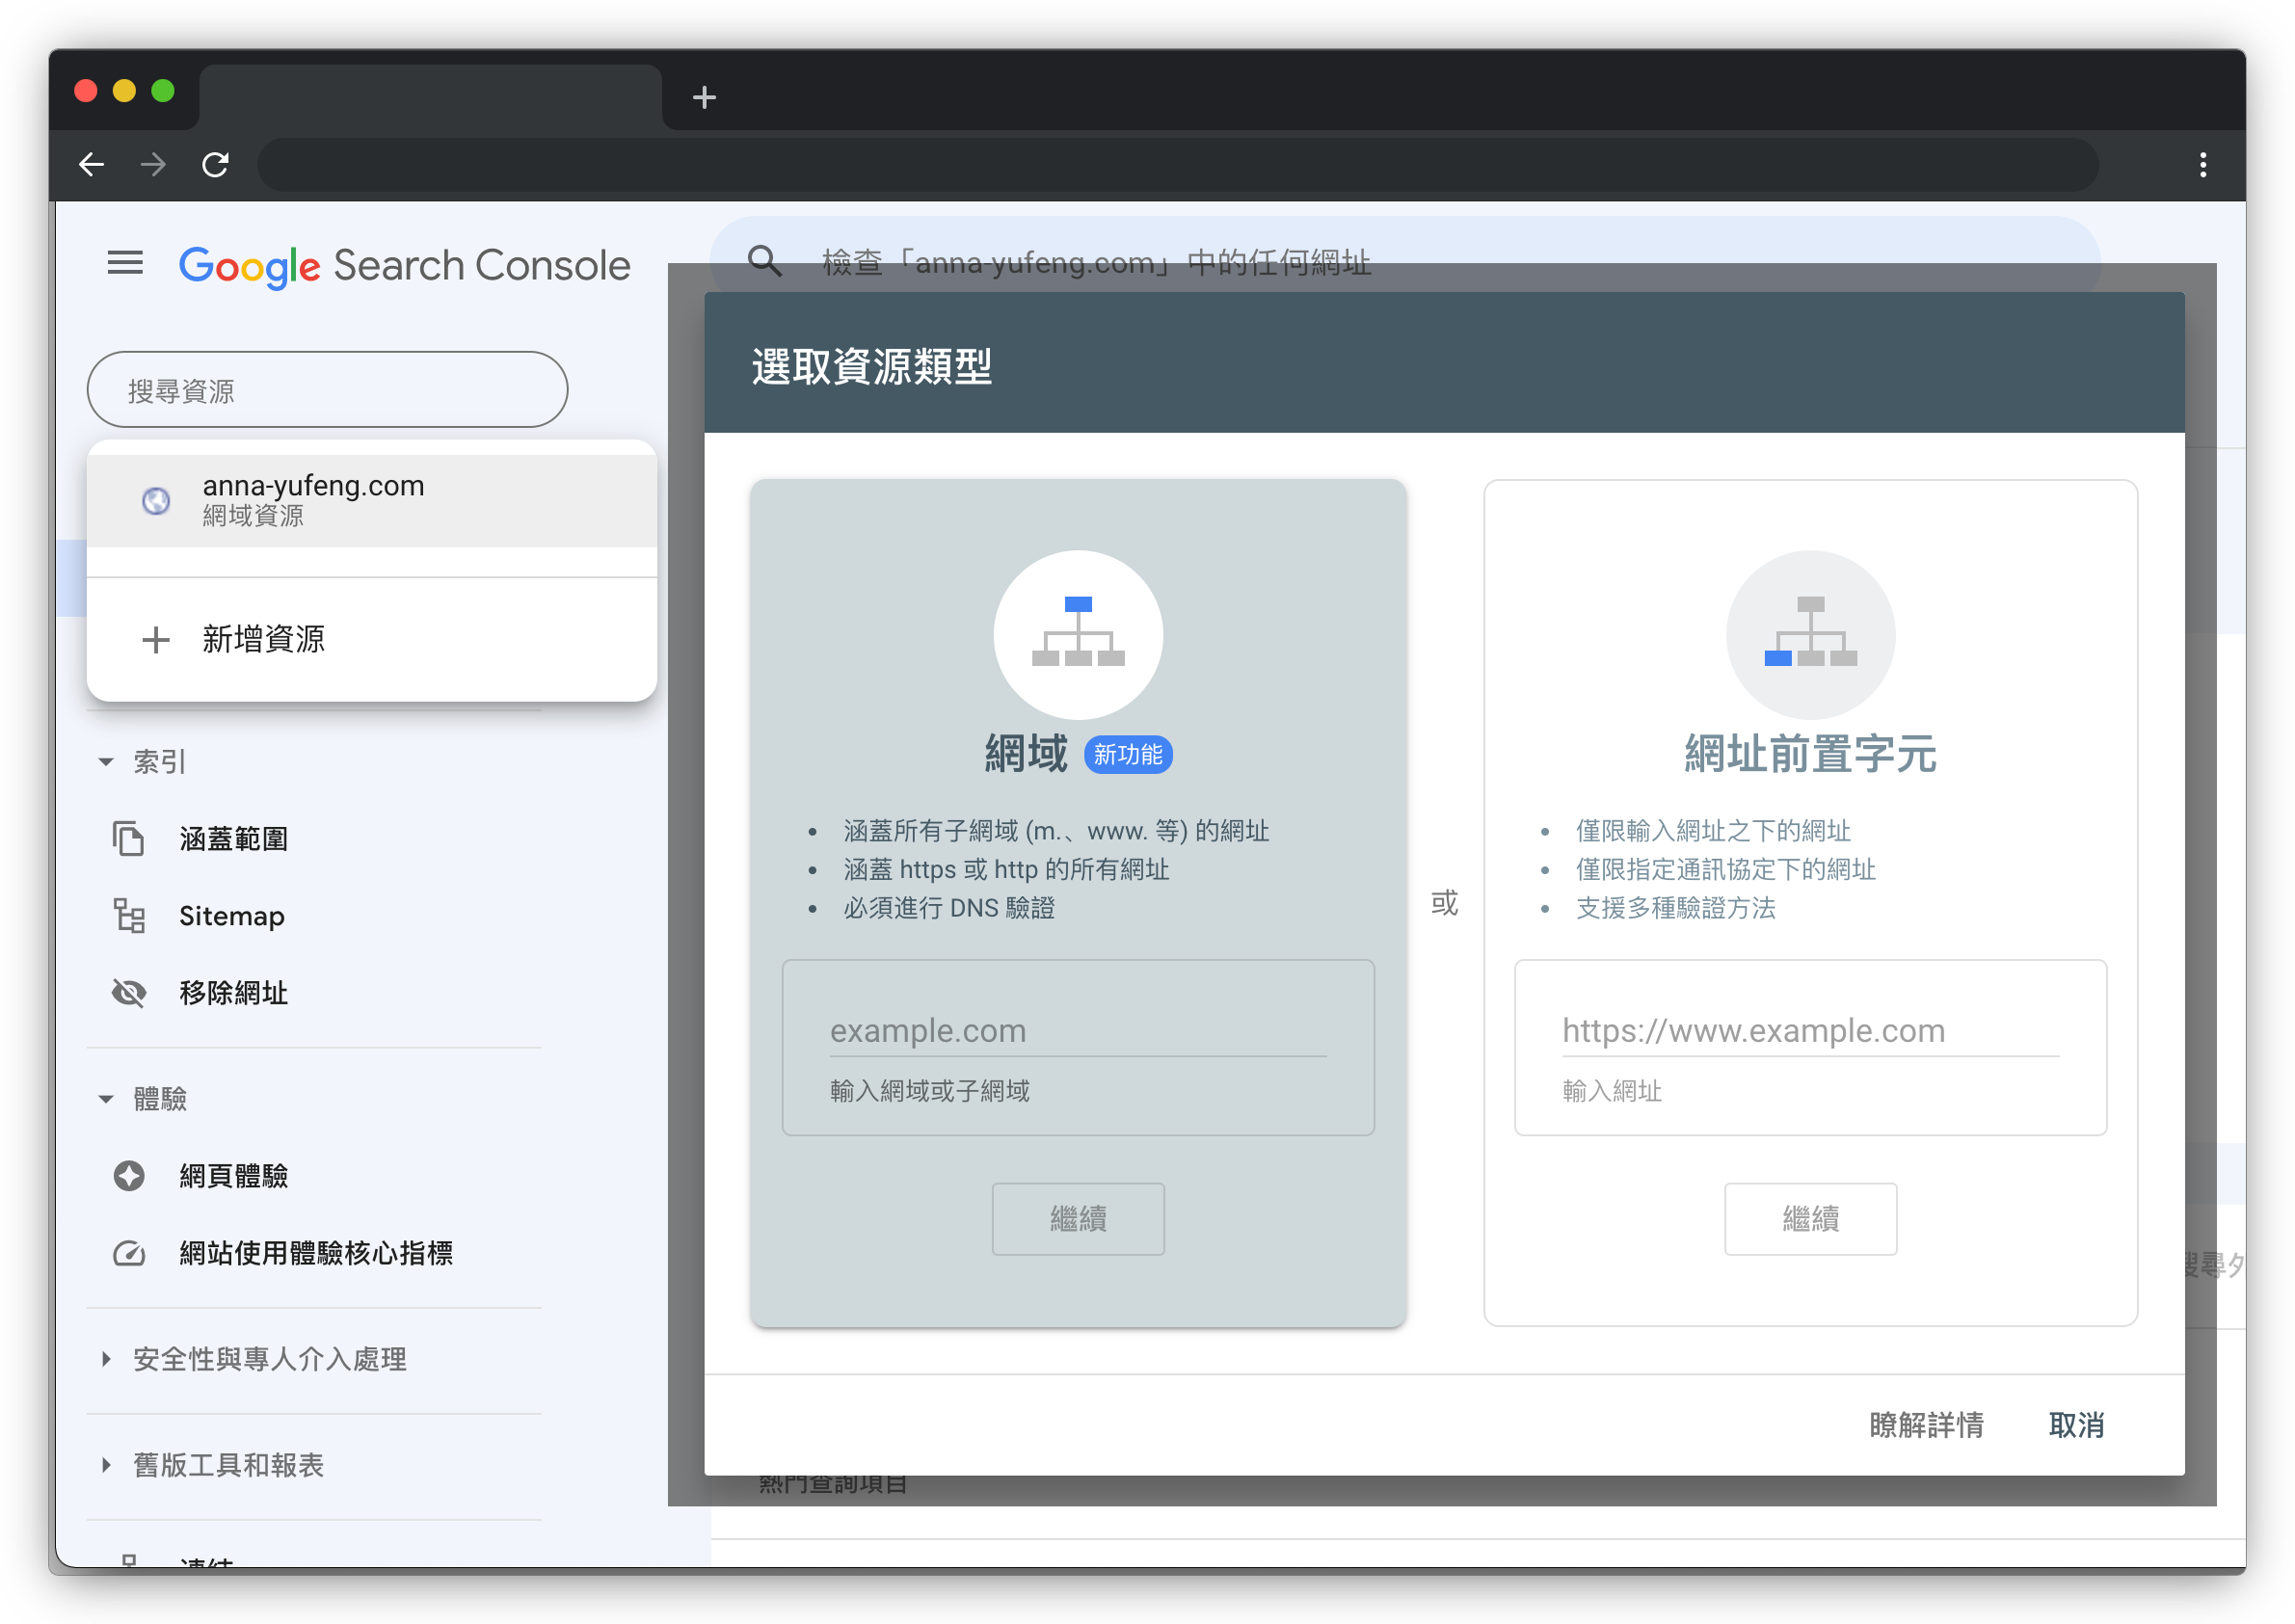 Google Search Console
檢查「anna-yufeng.com」中的任何網址
搜尋資源
anna-yufeng.com
網域資源
新增資源
索引
涵蓋範圍
Sitemap
移除網址
體驗
網頁體驗
網站使用體驗核心指標
安全性與專人介入處理
舊版工具和報表
連結
選取資源類型
網域 新功能
• 涵蓋所有子網域 (m.、www. 等) 的網址
• 涵蓋 https 或 http 的所有網址
• 必須進行 DNS 驗證
example.com
輸入網域或子網域
繼續
或
網址前置字元
• 僅限輸入網址之下的網址
• 僅限指定通訊協定下的網址
• 支援多種驗證方法
https://www.example.com
輸入網址
繼續
搜尋外
瞭解詳情 取消
熱門查詢項目